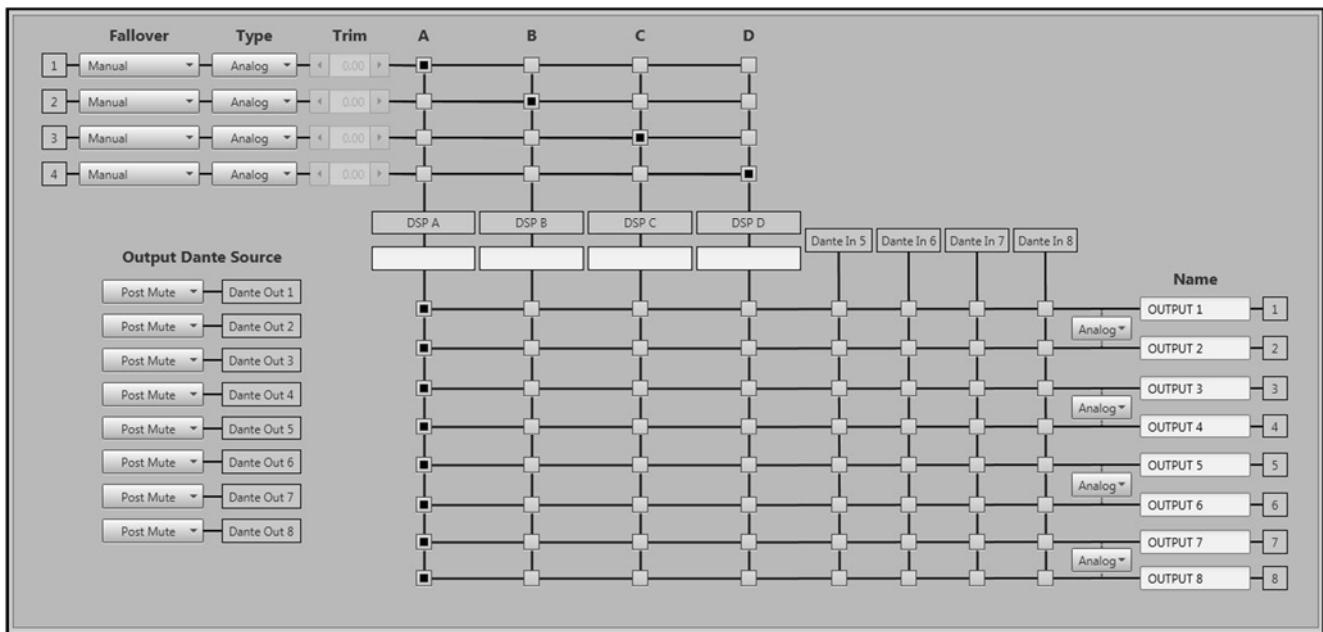 Fallover Type Trim A B C D
1 Manual Analog 0.00
2 Manual Analog 0.00
3 Manual Analog 0.00
4 Manual Analog 0.00
DSP A DSP B DSP C DSP D
Dante In 5 Dante In 6 Dante In 7 Dante In 8
Output Dante Source
Name
Post Mute Dante Out 1
Post Mute Dante Out 2
Post Mute Dante Out 3
Post Mute Dante Out 4
Post Mute Dante Out 5
Post Mute Dante Out 6
Post Mute Dante Out 7
Post Mute Dante Out 8
OUTPUT 1 1
Analog
OUTPUT 2 2
OUTPUT 3 3
Analog
OUTPUT 4 4
OUTPUT 5 5
Analog
OUTPUT 6 6
OUTPUT 7 7
Analog
OUTPUT 8 8